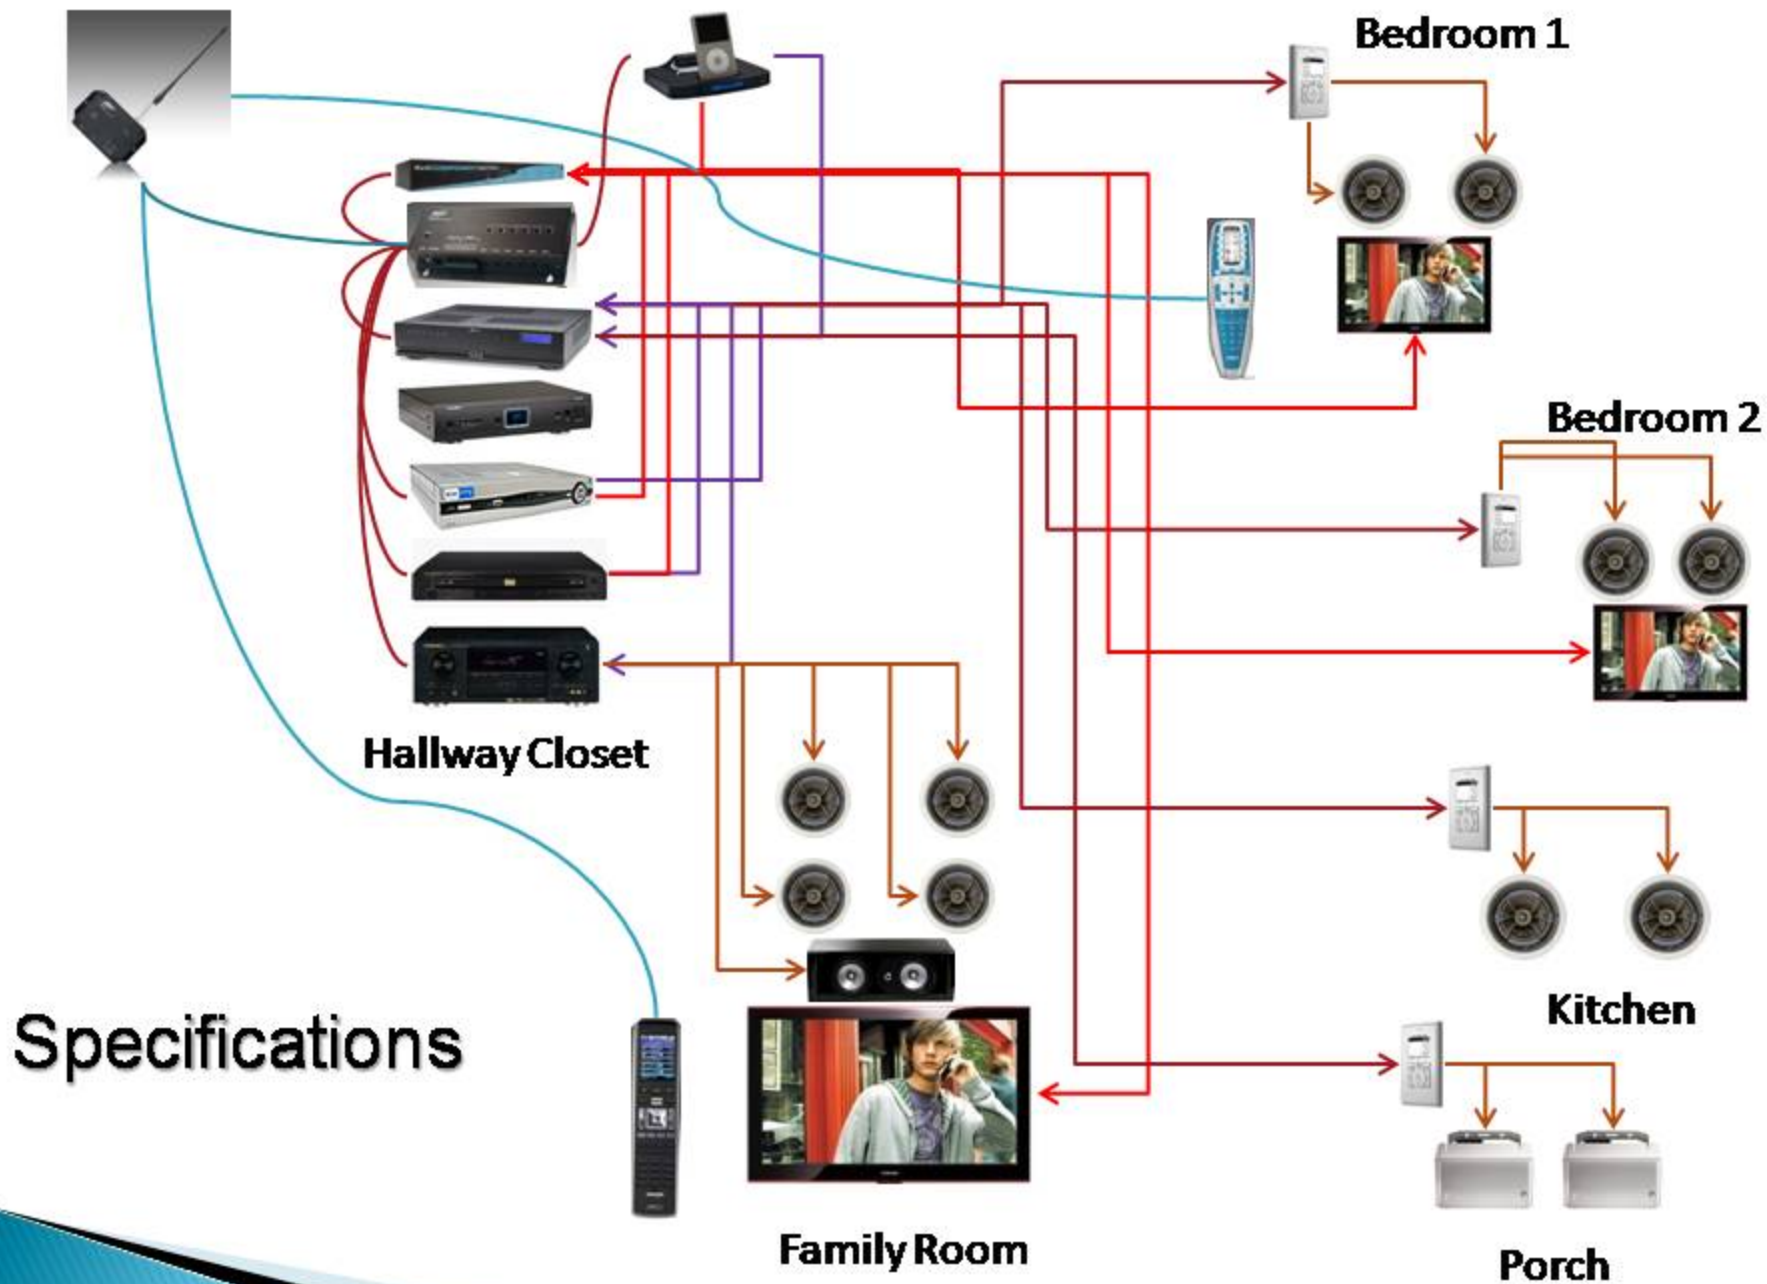 Bedroom 1
Bedroom 2
Hallway Closet
Kitchen
Specifications
Family Room
Porch